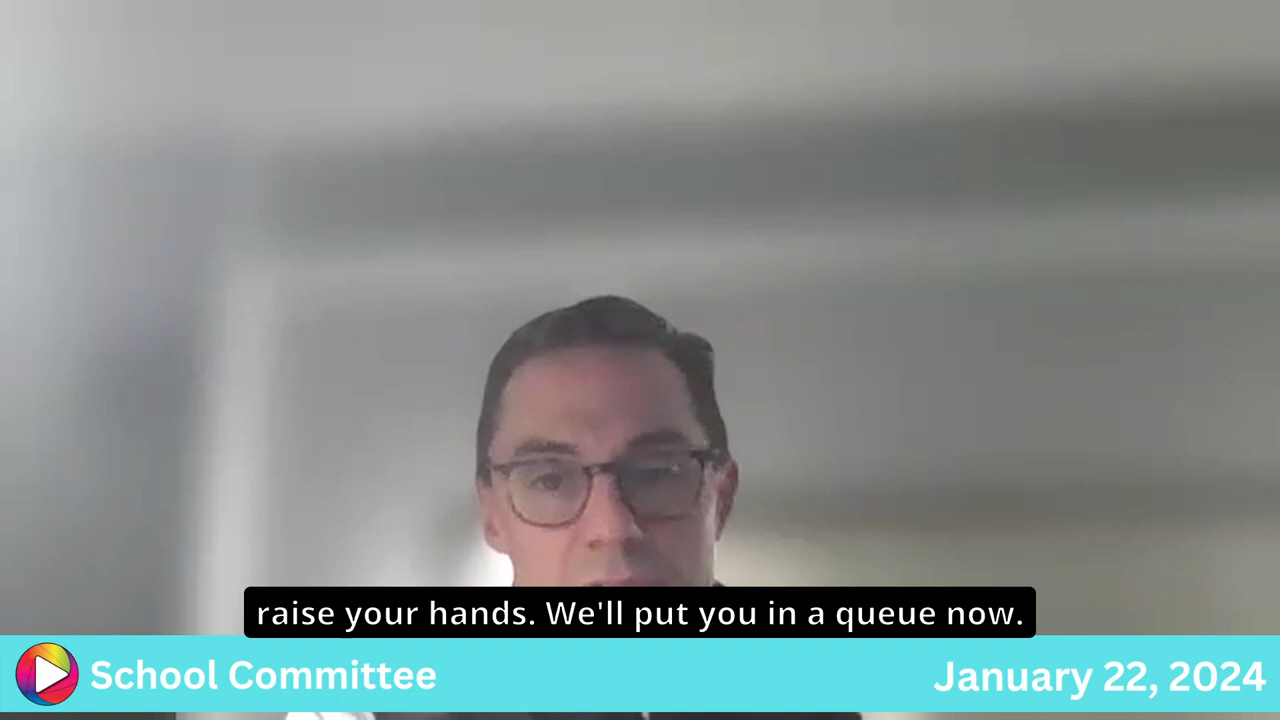 raise your hands. We'll put you in a queue now.
School Committee
January 22, 2024